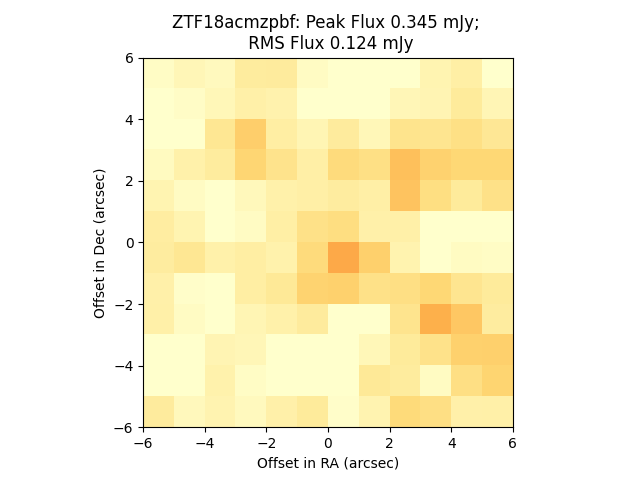 ZTF18acmzpbf: Peak Flux 0.345 mJy;
RMS Flux 0.124 mJy
6
4
2
0
−2
−4
−6
Offset in Dec (arcsec)
−6 −4 −2 0 2 4 6
Offset in RA (arcsec)